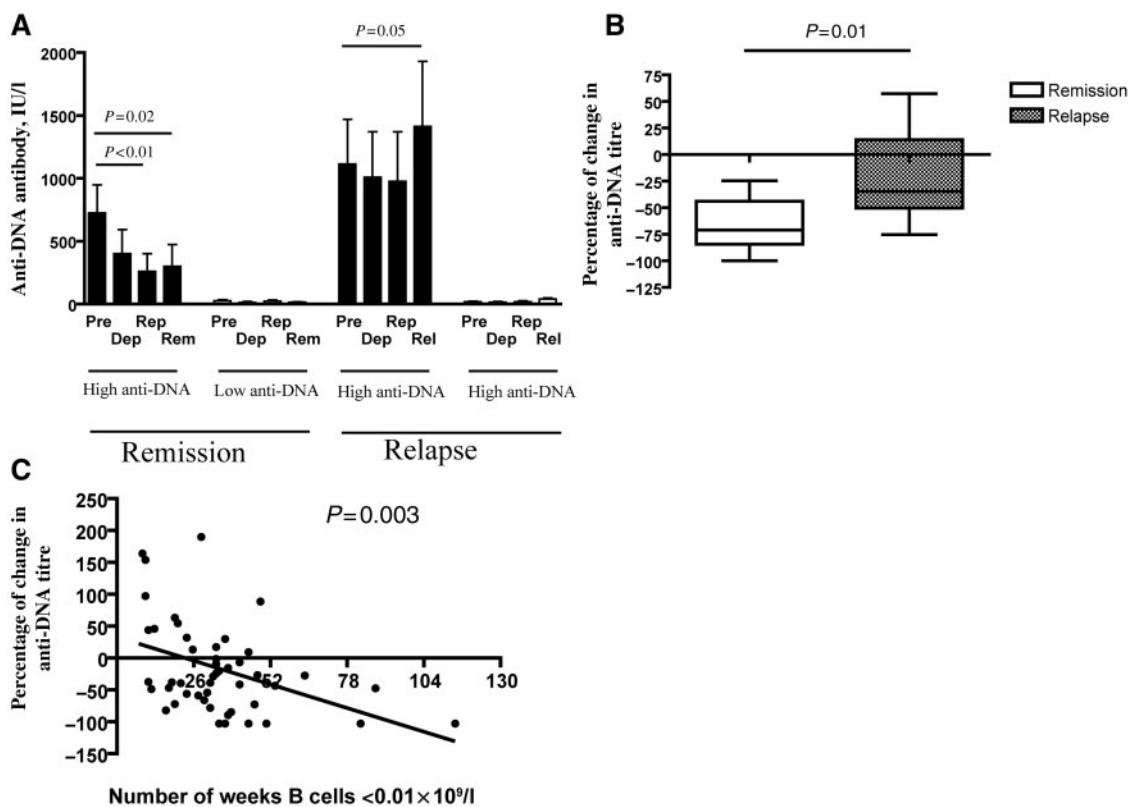 A
Anti-DNA antibody, IU/l
2000
1500
1000
500
0
P=0.02
P<0.01
P=0.05
Pre Rep Pre Rep Pre Rep Pre Rep
Dep Rem Dep Rem Dep Rel Dep Rel
High anti-DNA Low anti-DNA High anti-DNA High anti-DNA
Remission Relapse
B
P=0.01
Percentage of change in
anti-DNA titre
75
50
25
0
−25
−50
−75
−100
−125
Remission
Relapse
C
P=0.003
Percentage of change in
anti-DNA titre
250
200
150
100
50
0
−50
−100
−150
26 52 78 104 130
Number of weeks B cells <0.01×10⁹/l